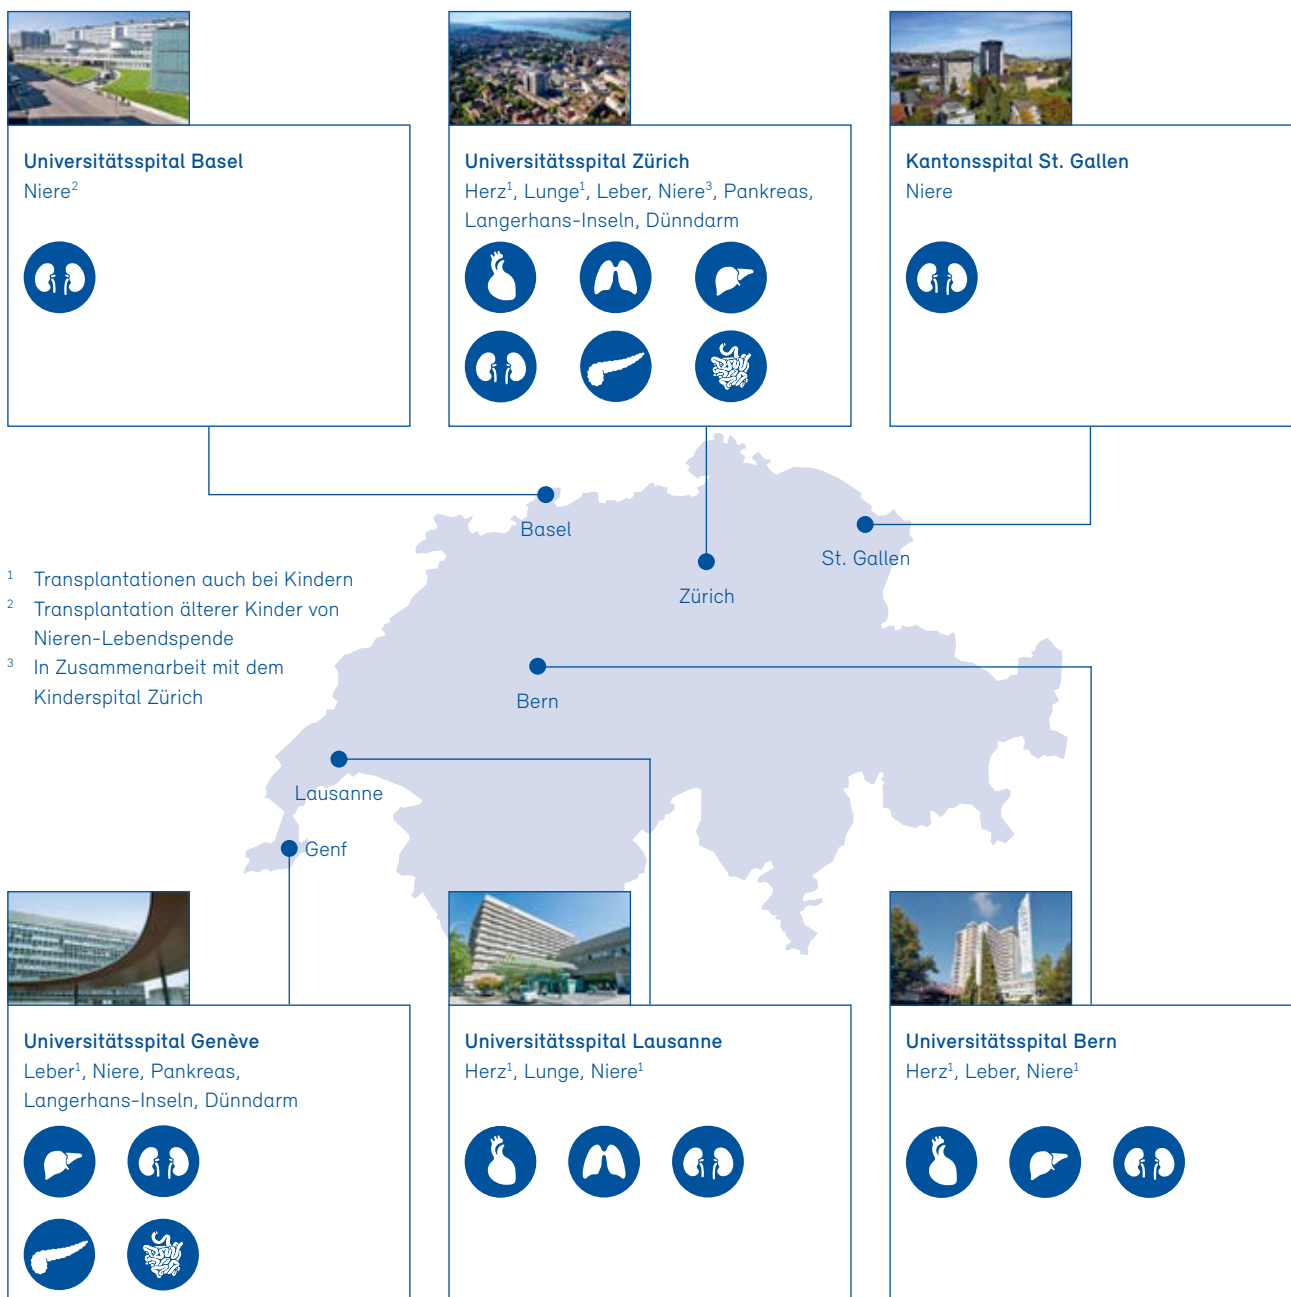 Universitätsspital Basel
Niere²
Universitätsspital Zürich
Herz¹, Lunge¹, Leber, Niere³, Pankreas,
Langerhans-Inseln, Dünndarm
Kantonsspital St. Gallen
Niere
Basel
St. Gallen
Zürich
¹ Transplantationen auch bei Kindern
² Transplantation älterer Kinder von
Nieren-Lebendspende
³ In Zusammenarbeit mit dem
Kinderspital Zürich
Bern
Lausanne
Genf
Universitätsspital Genève
Leber¹, Niere, Pankreas,
Langerhans-Inseln, Dünndarm
Universitätsspital Lausanne
Herz¹, Lunge, Niere¹
Universitätsspital Bern
Herz¹, Leber, Niere¹